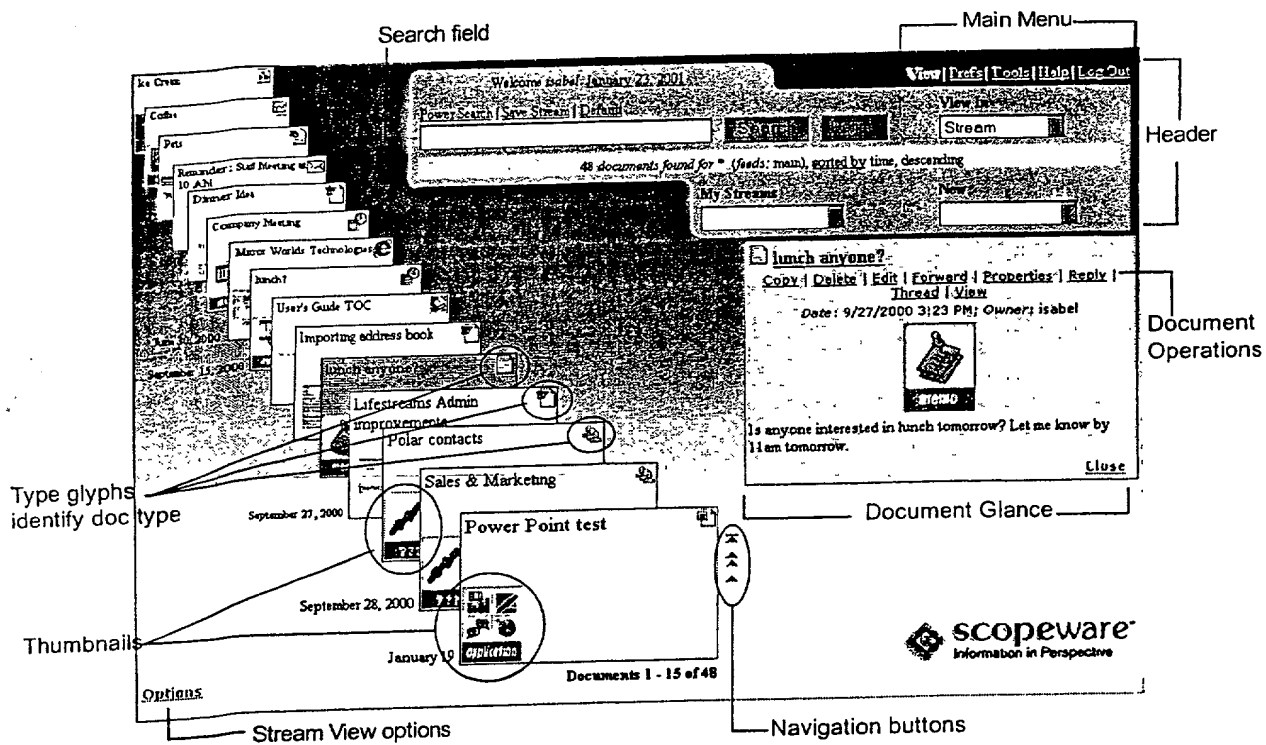 Main Menu
Search field
Ice Cream
Welcome isabel: January 23, 2001
View | Prefs | Tools | Help | Log Out
Header
Coffee
Power Search | Save Stream | Default
View In:
Stream
Pets
48 documents found for * (feeds: main), sorted by time, descending
Reminder: Staff Meeting at
10 AM
Dinner Idea
My Streams
New
Company Meeting
Mirror Worlds Technologies,
lunch?
User's Guide TOC
Importing address book
lunch anyone?
Copy | Delete | Edit | Forward | Properties | Reply |
Thread | View
Date: 9/27/2000 3:23 PM; Owner: isabel
memo
Is anyone interested in lunch tomorrow? Let me know by
11am tomorrow.
Close
Document
Operations
Document Glance
September 15, 2000
lunch anyone?
Lifestreams Admin
improvements
Polar contacts
Sales & Marketing
Power Point test
Type glyphs
identify doc type
September 27, 2000
September 28, 2000
Thumbnails
January 19
application
Documents 1 - 15 of 48
scopeware
Information in Perspective
Options
Stream View options
Navigation buttons